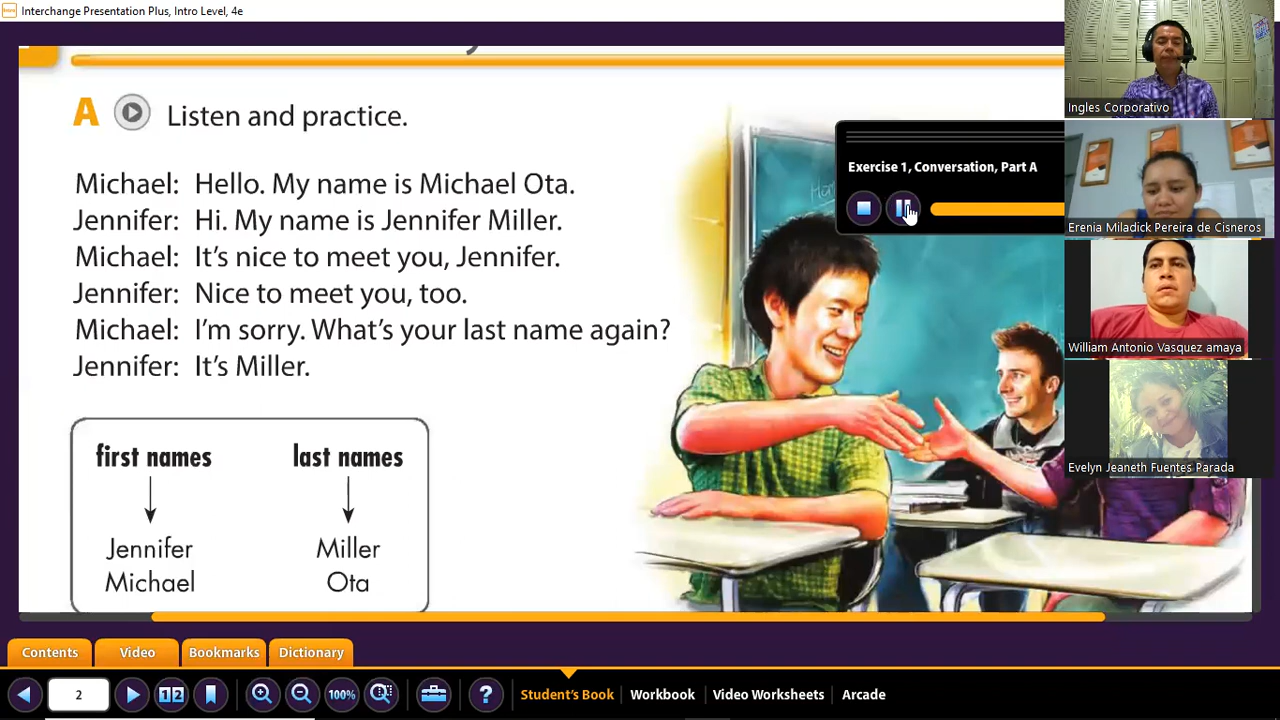 Interchange Presentation Plus, Intro Level, 4e
A Listen and practice.
Michael: Hello. My name is Michael Ota.
Jennifer: Hi. My name is Jennifer Miller.
Michael: It's nice to meet you, Jennifer.
Jennifer: Nice to meet you, too.
Michael: I'm sorry. What's your last name again?
Jennifer: It's Miller.
first names last names
Jennifer Miller
Michael Ota
Exercise 1, Conversation, Part A
Ingles Corporativo
Erenia Miladick Pereira de Cisneros
William Antonio Vasquez amaya
Evelyn Jeaneth Fuentes Parada
Contents Video Bookmarks Dictionary
2 1 2 100% ? Student's Book Workbook Video Worksheets Arcade